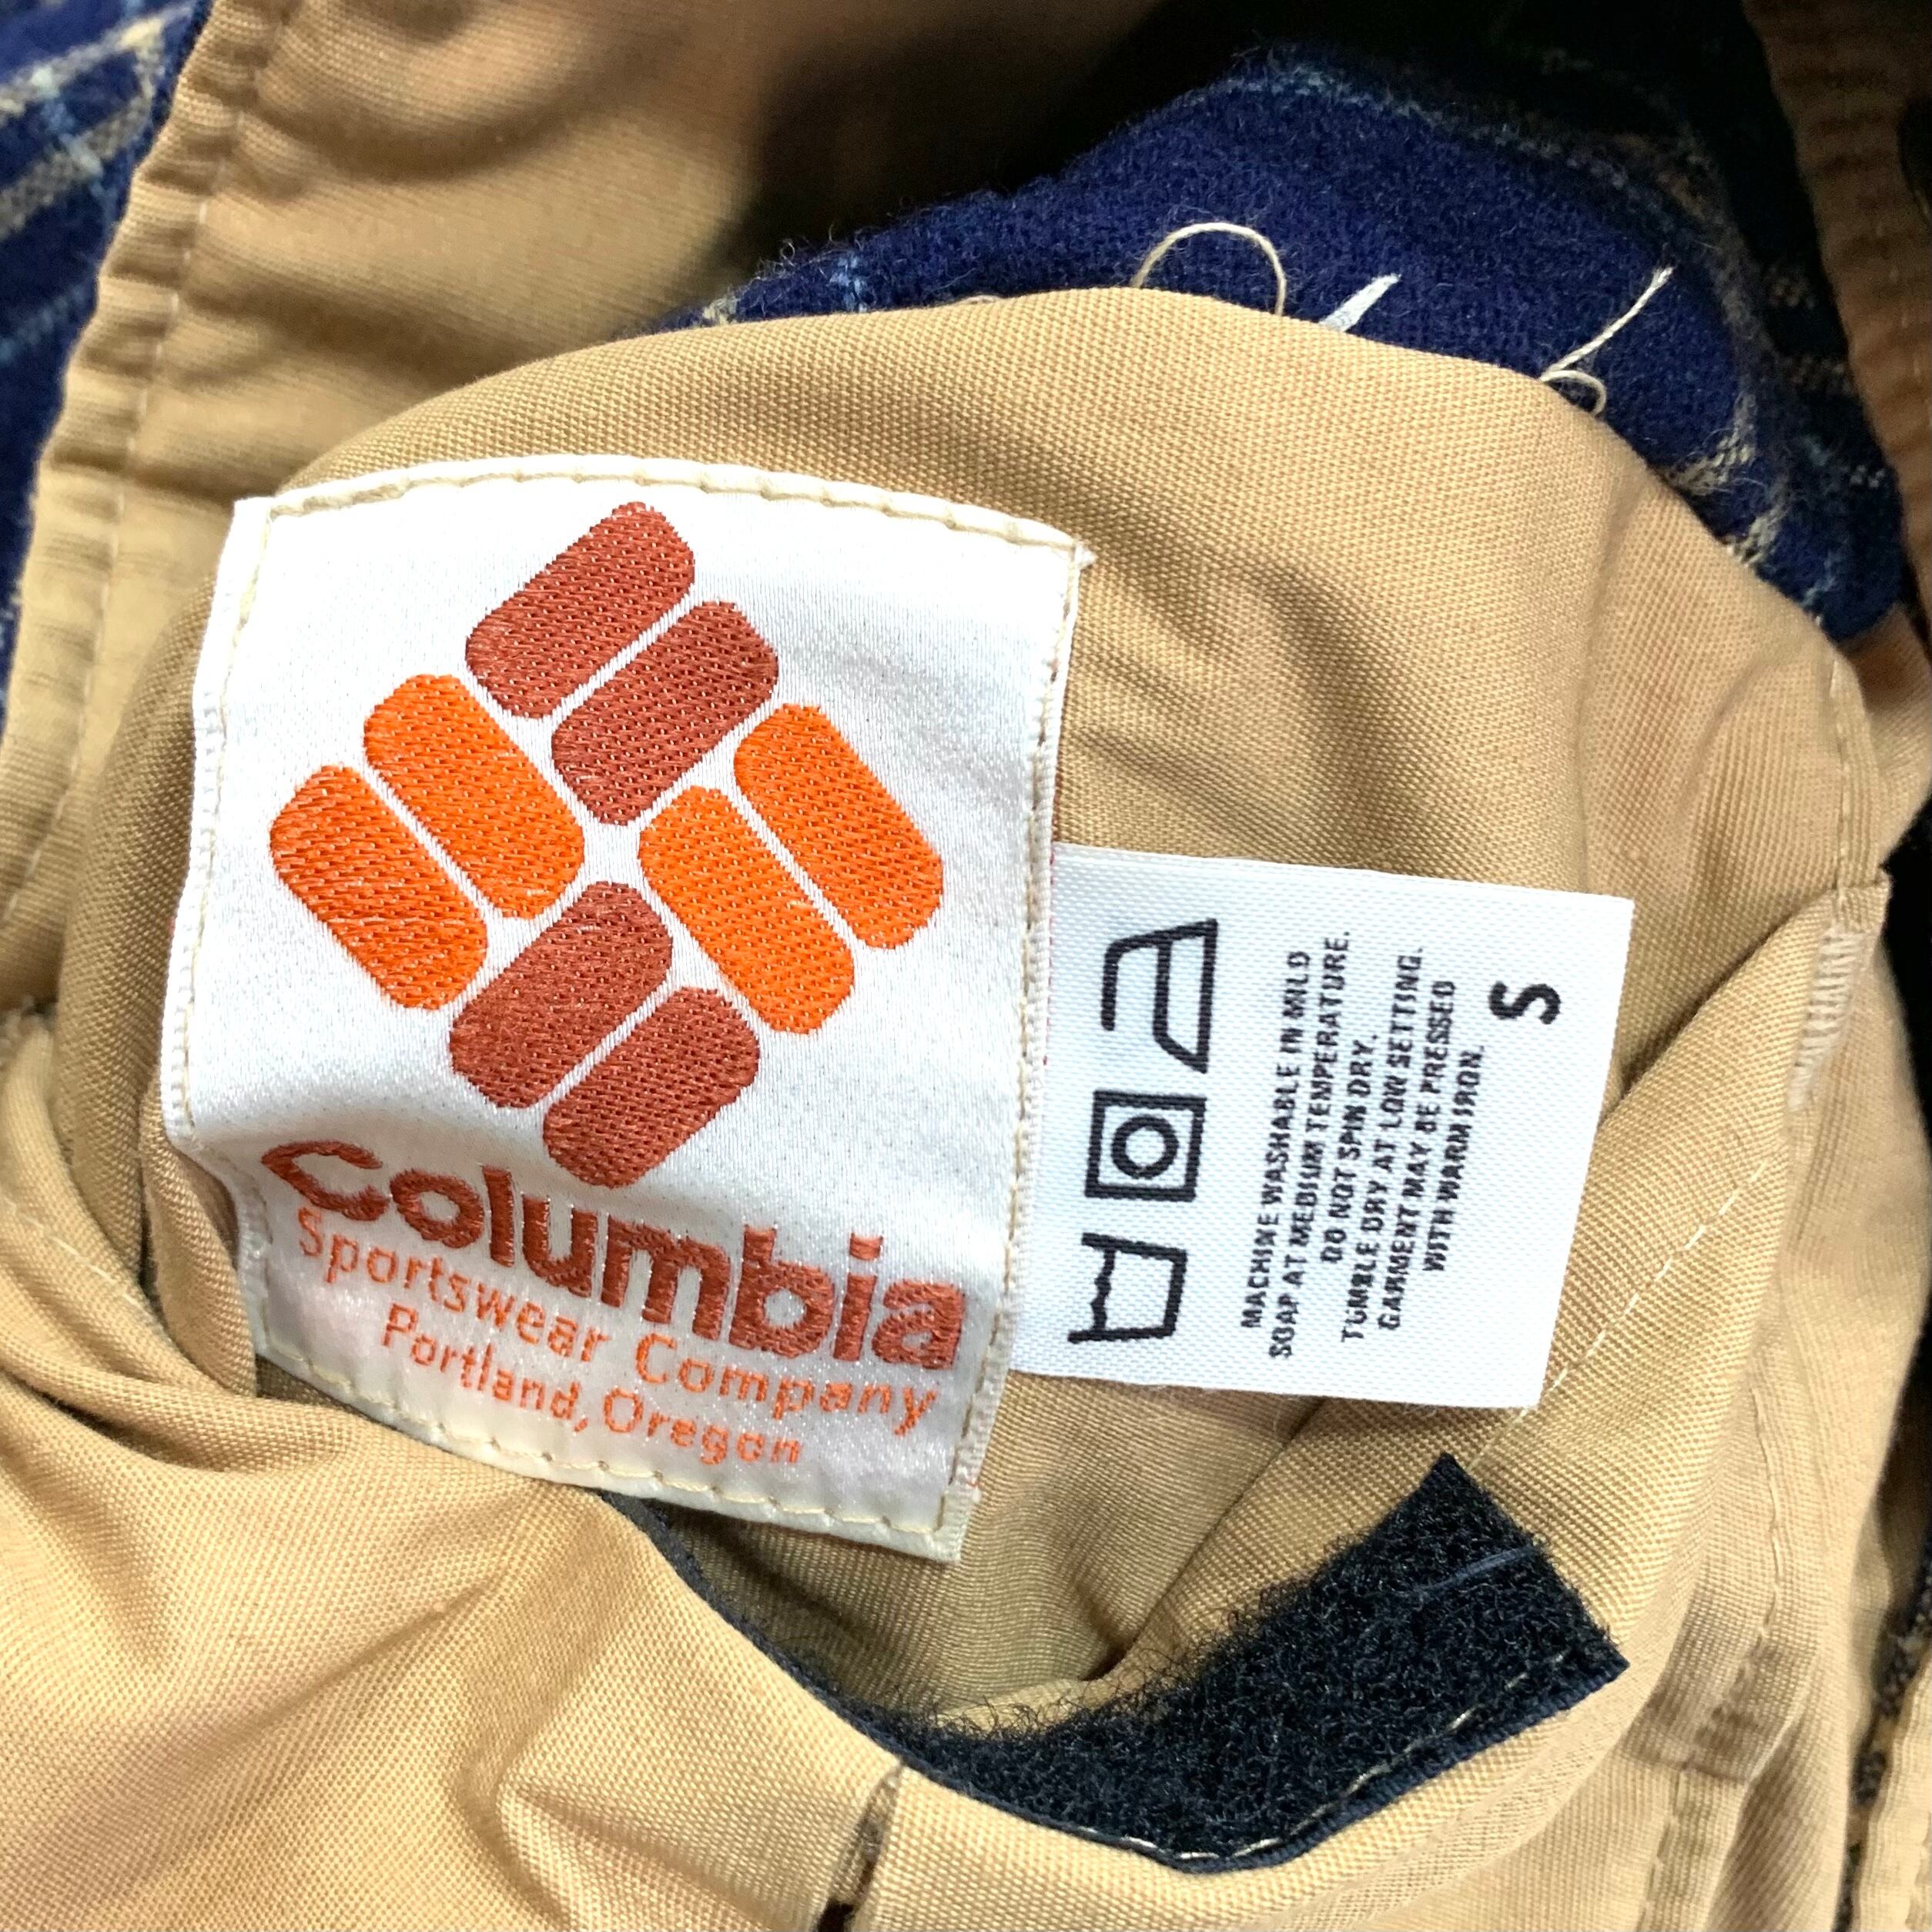 Columbia
Sportswear Company
Portland, Oregon
MACHINE WASHABLE IN MILD
SOAP AT MEDIUM TEMPERATURE.
DO NOT SPIN DRY.
TUMBLE DRY AT LOW SETTING.
GARMENT MAY BE PRESSED
WITH WARM IRON.
S